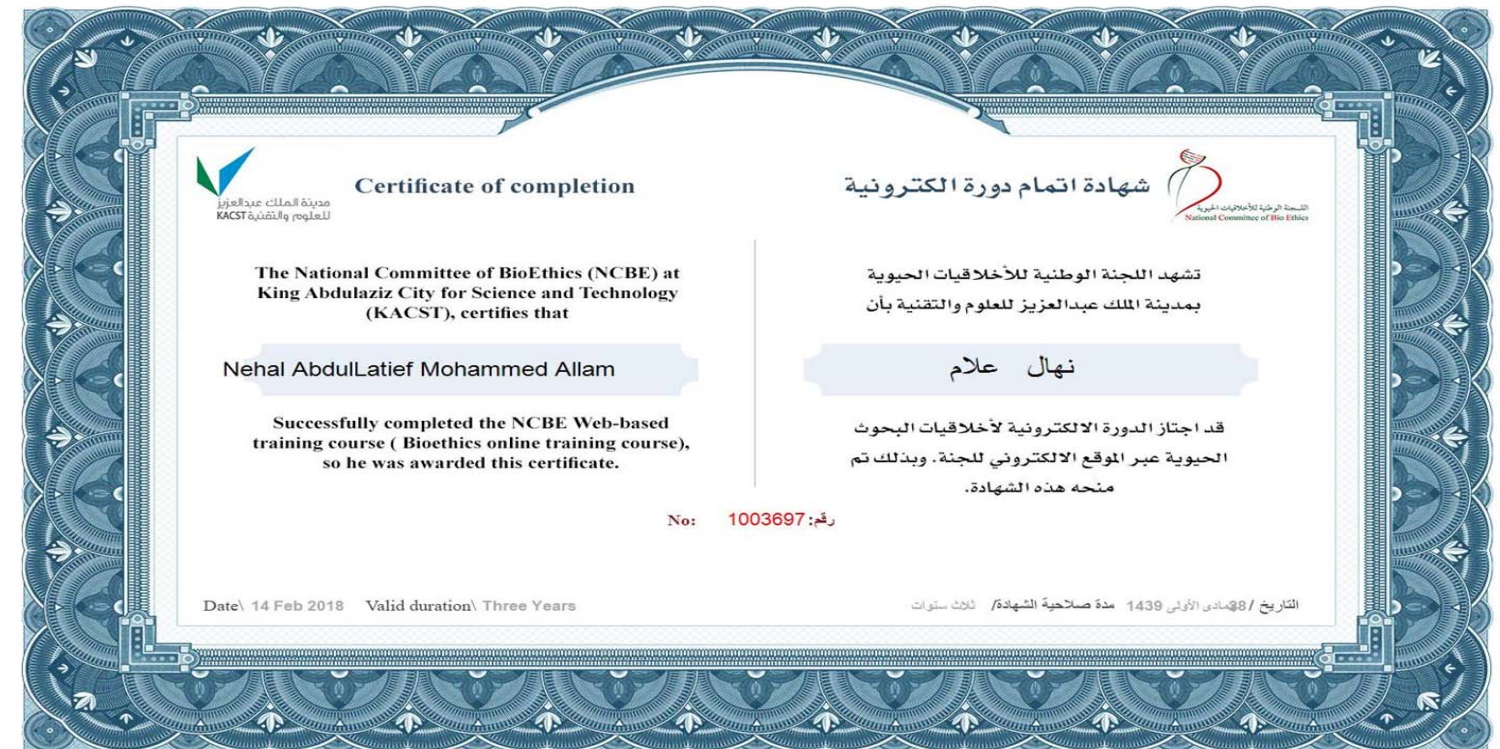 مدينة الملك عبدالعزيز
للعلوم والتقنية KACST
Certificate of completion
شهادة اتمام دورة الكترونية
اللجنة الوطنية للأخلاقيات الحيوية
National Committee of Bio Ethics
The National Committee of BioEthics (NCBE) at
King Abdulaziz City for Science and Technology
(KACST), certifies that
Nehal AbdulLatief Mohammed Allam
Successfully completed the NCBE Web-based
training course ( Bioethics online training course),
so he was awarded this certificate.
تشهد اللجنة الوطنية للأخلاقيات الحيوية
بمدينة الملك عبدالعزيز للعلوم والتقنية بأن
نهال علام
قد اجتاز الدورة الالكترونية لأخلاقيات البحوث
الحيوية عبر الموقع الالكتروني للجنة. وبذلك تم
منحه هذه الشهادة.
No: 1003697 رقم:
Date\ 14 Feb 2018 Valid duration\ Three Years
التاريخ / جمادى الأولى 1439 مدة صلاحية الشهادة/ ثلاث سنوات